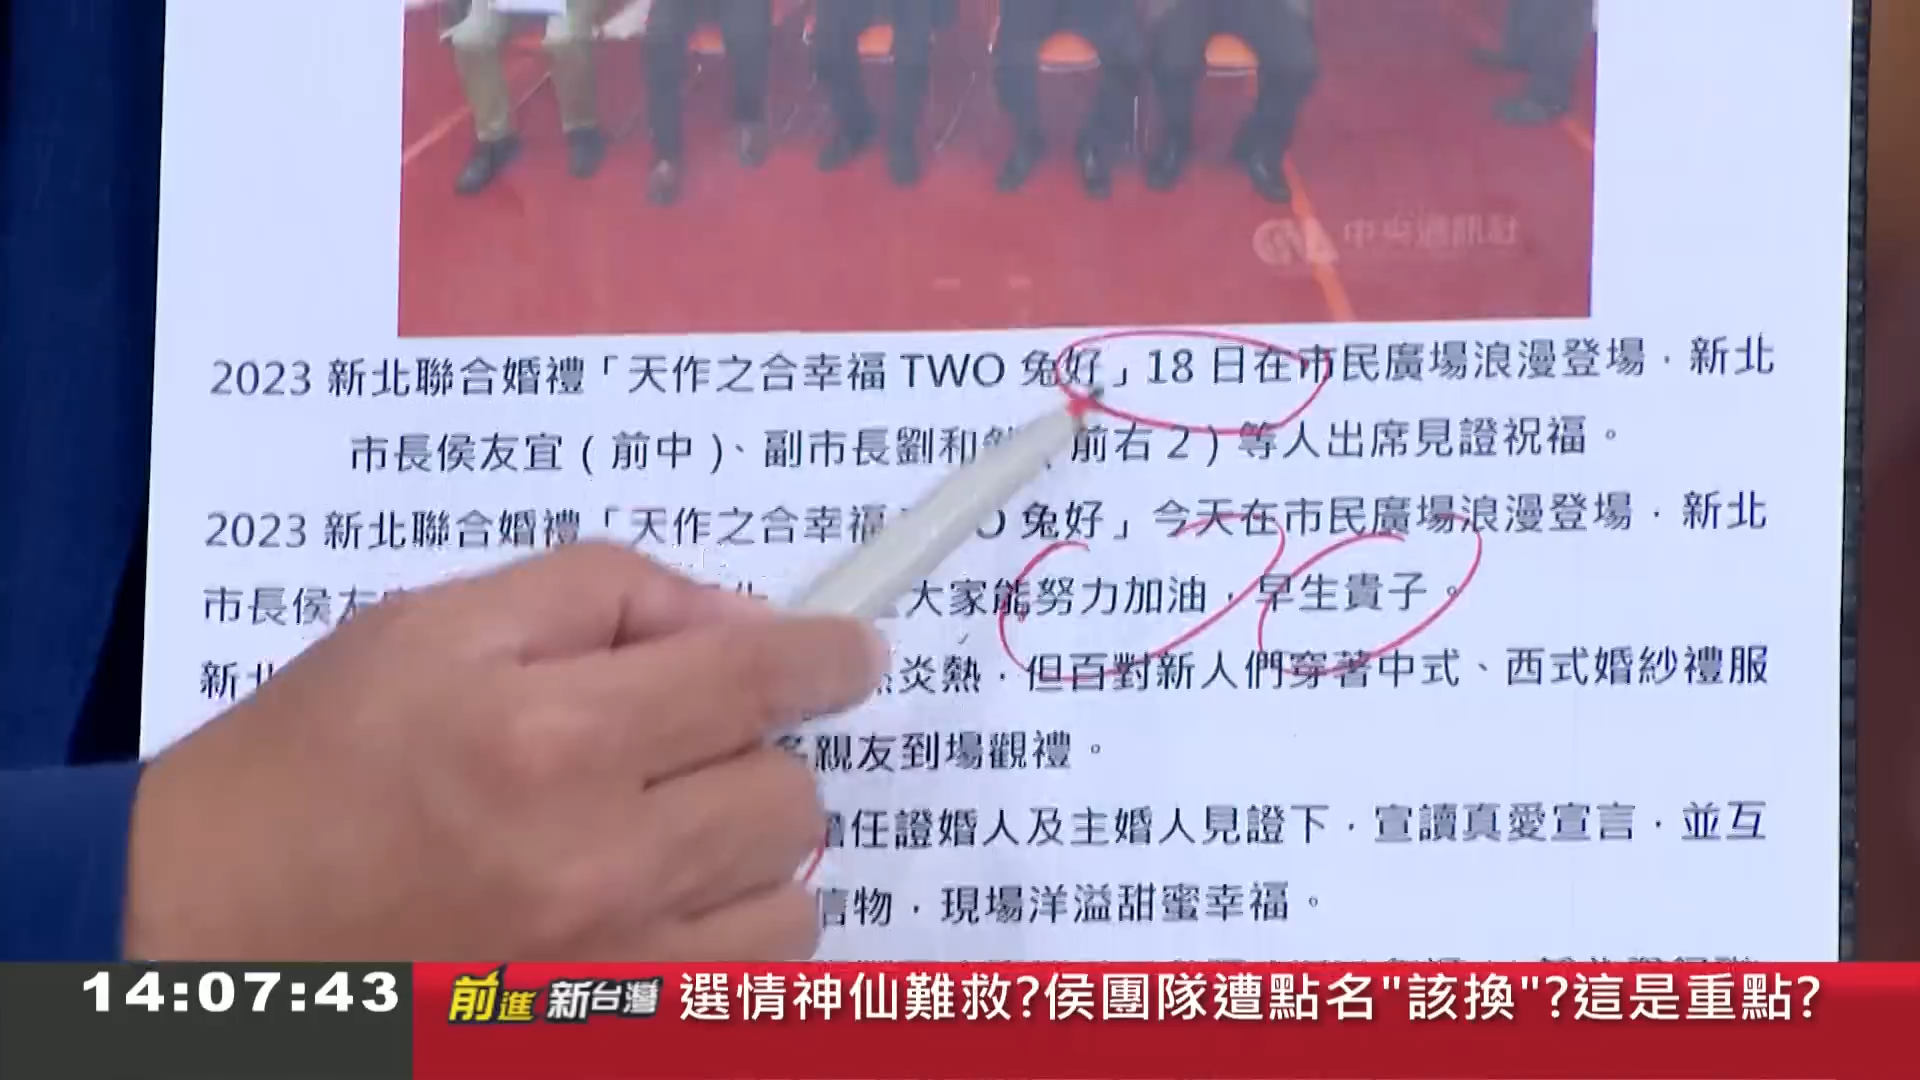 中央通訊社
2023 新北聯合婚禮「天作之合幸福 TWO 兔好」18 日在市民廣場浪漫登場，新北
市長侯友宜（前中）、副市長劉和 前右 2）等人出席見證祝福。
2023 新北聯合婚禮「天作之合幸福 O 兔好」今天在市民廣場浪漫登場，新北
市長侯友 大家能努力加油，早生貴子。
新北 炎熱，但百對新人們穿著中式、西式婚紗禮服
親友到場觀禮。
擔任證婚人及主婚人見證下，宣讀真愛宣言，並互
信物，現場洋溢甜蜜幸福。
14:07:43 前進新台灣 選情神仙難救?侯團隊遭點名"該換"?這是重點?